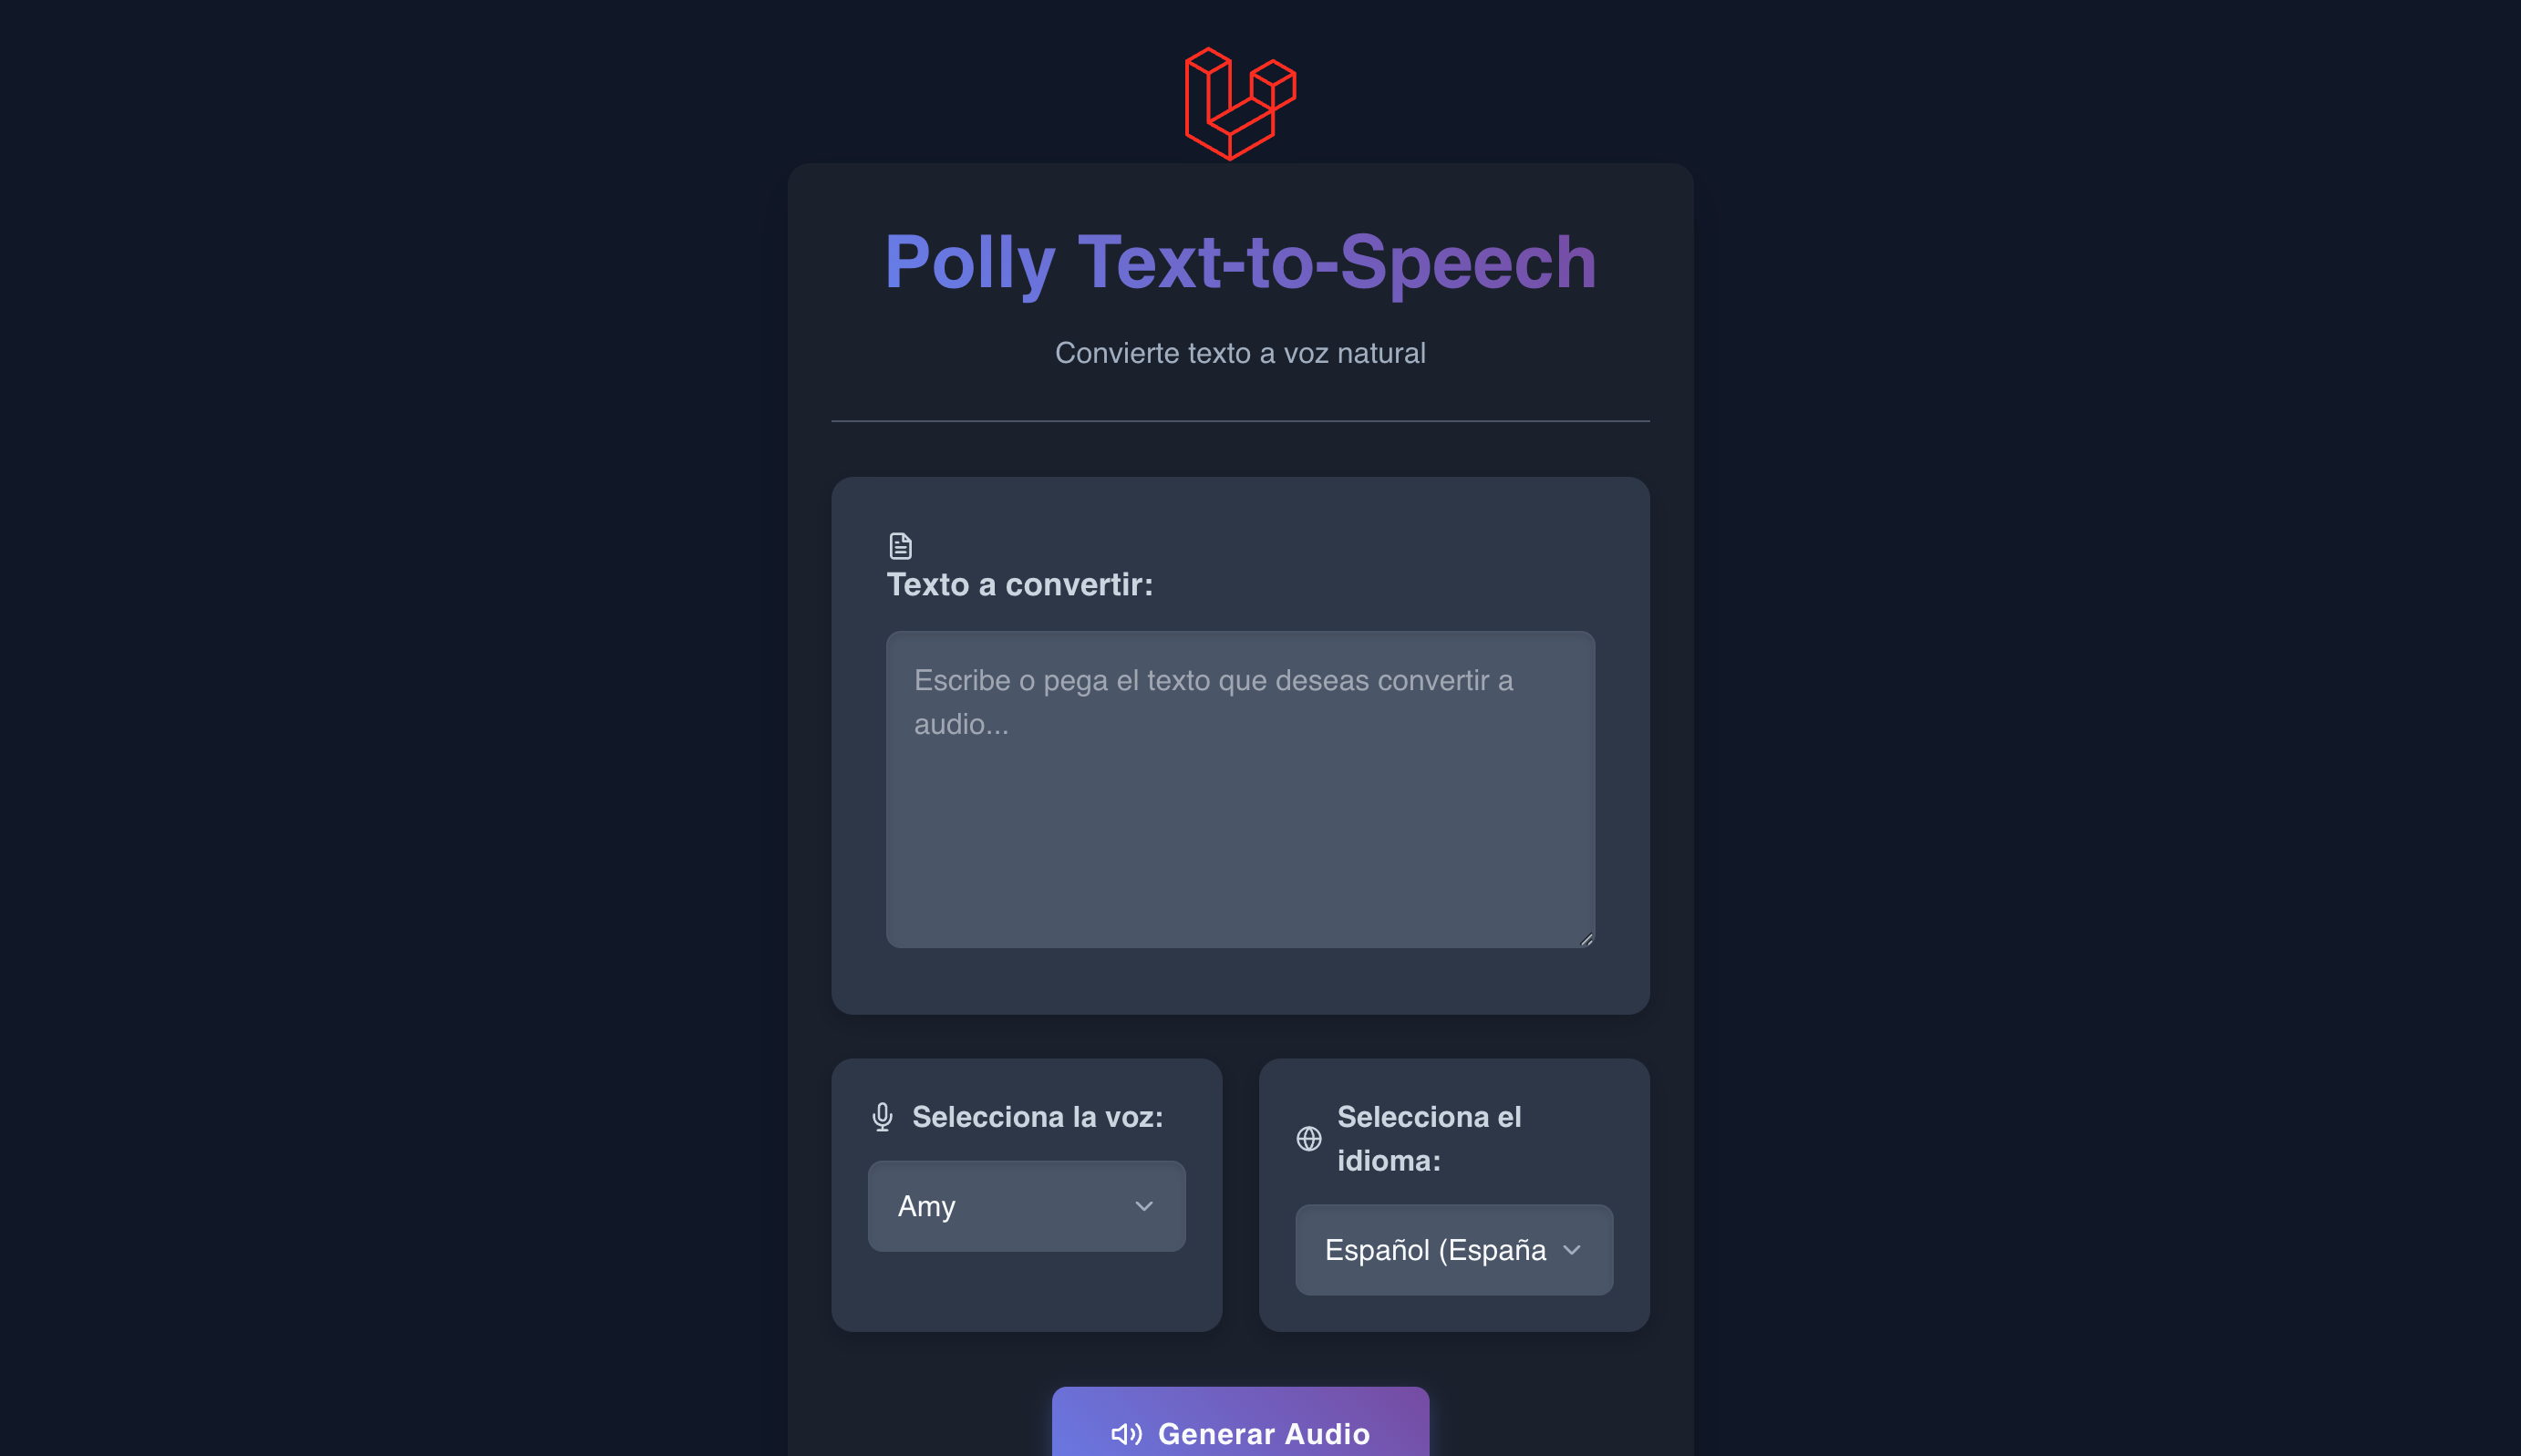 Polly Text-to-Speech
Convierte texto a voz natural
Texto a convertir:
Escribe o pega el texto que deseas convertir a
audio...
Selecciona la voz:
Amy
Selecciona el
idioma:
Español (España
Generar Audio